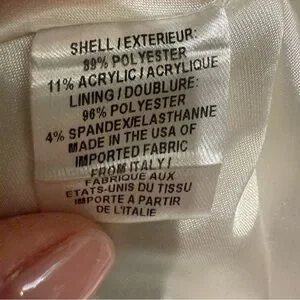 SHELL / EXTERIEUR:
89% POLYESTER
11% ACRYLIC / ACRYLIQUE
LINING / DOUBLURE:
96% POLYESTER
4% SPANDEX/ELASTHANNE
MADE IN THE USA OF
IMPORTED FABRIC
FROM ITALY /
FABRIQUE AUX
ETATS-UNIS DU TISSU
IMPORTE A PARTIR
DE L'ITALIE